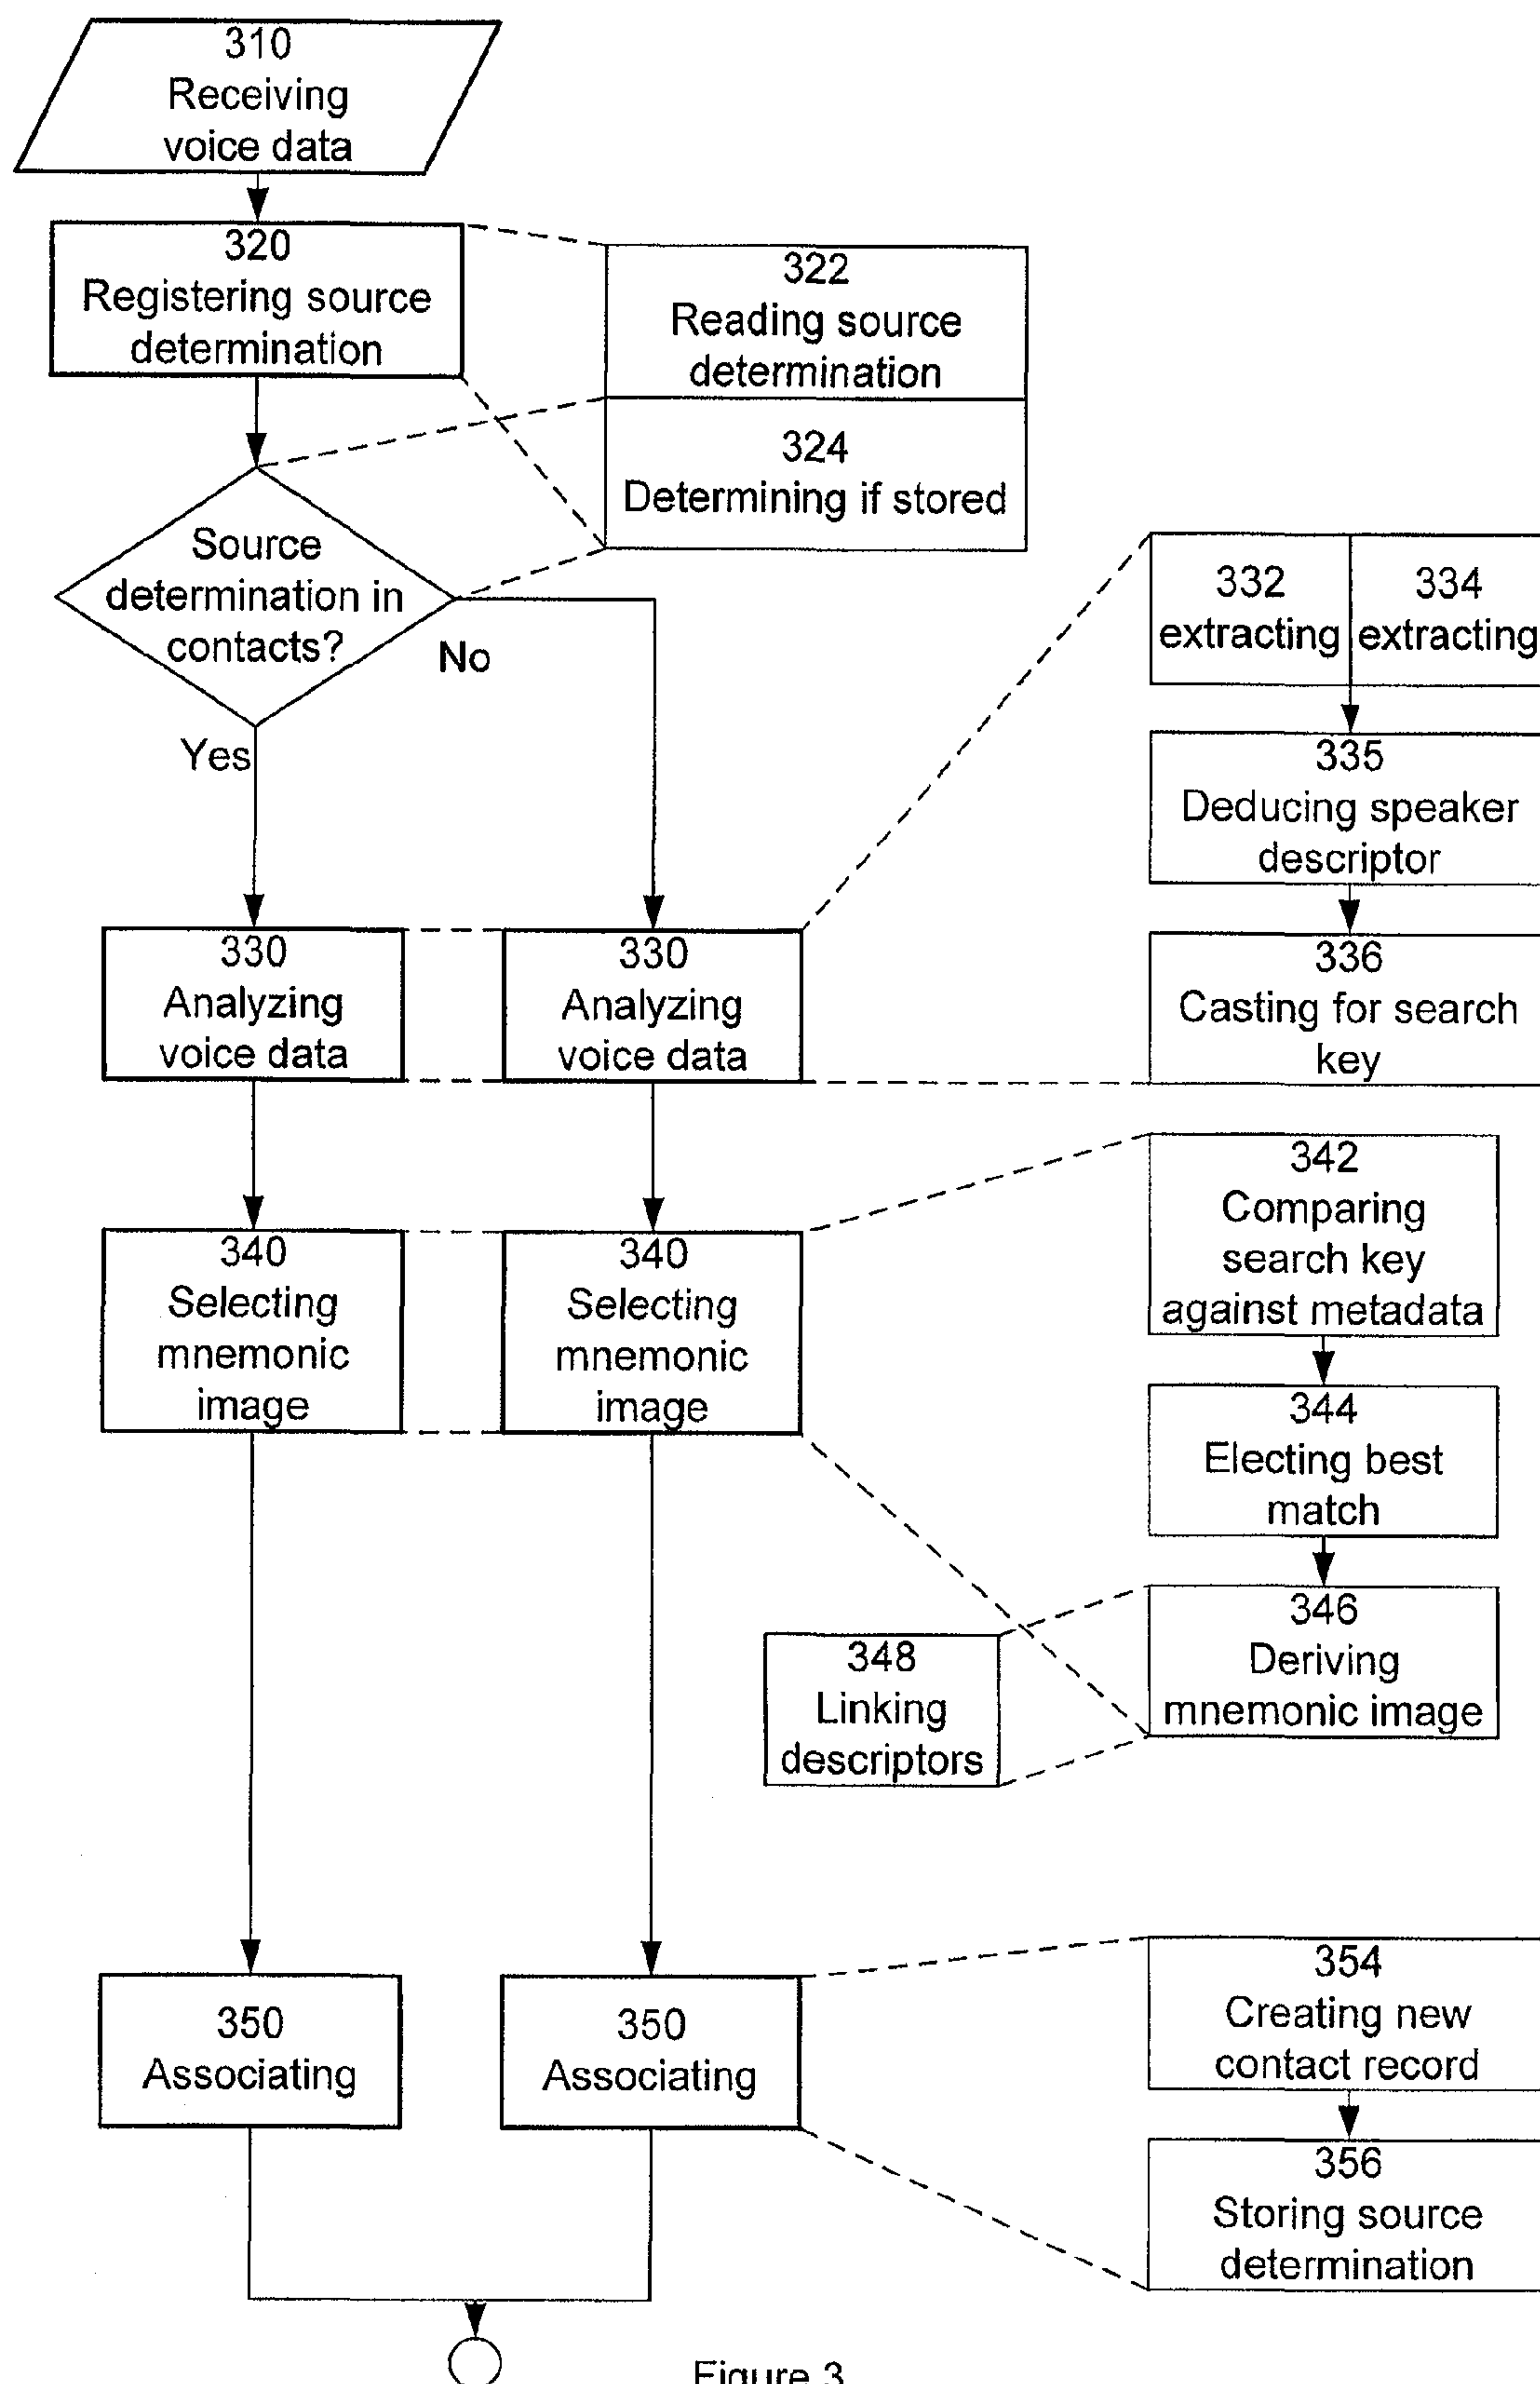 310
Receiving
voice data
320
Registering source
determination
322
Reading source
determination
324
Determining if stored
Source
determination in
contacts?
No
Yes
332
extracting
334
extracting
335
Deducing speaker
descriptor
336
Casting for search
key
330
Analyzing
voice data
330
Analyzing
voice data
340
Selecting
mnemonic
image
340
Selecting
mnemonic
image
342
Comparing
search key
against metadata
344
Electing best
match
346
Deriving
mnemonic image
348
Linking
descriptors
350
Associating
350
Associating
354
Creating new
contact record
356
Storing source
determination
Figure 3